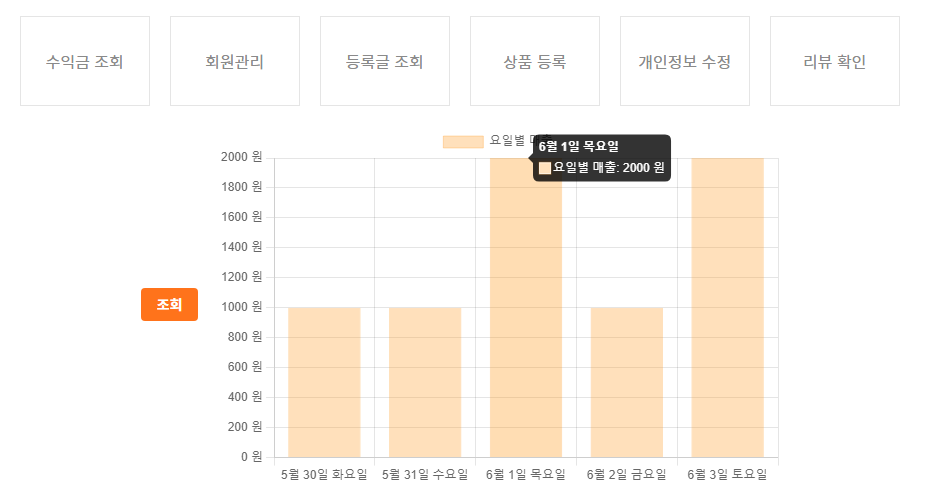 수익금 조회
회원관리
등록글 조회
상품 등록
개인정보 수정
리뷰 확인
요일별
6월 1일 목요일
요일별 매출: 2000 원
2000 원
1800 원
1600 원
1400 원
1200 원
1000 원
800 원
600 원
400 원
200 원
0 원
조회
5월 30일 화요일
5월 31일 수요일
6월 1일 목요일
6월 2일 금요일
6월 3일 토요일